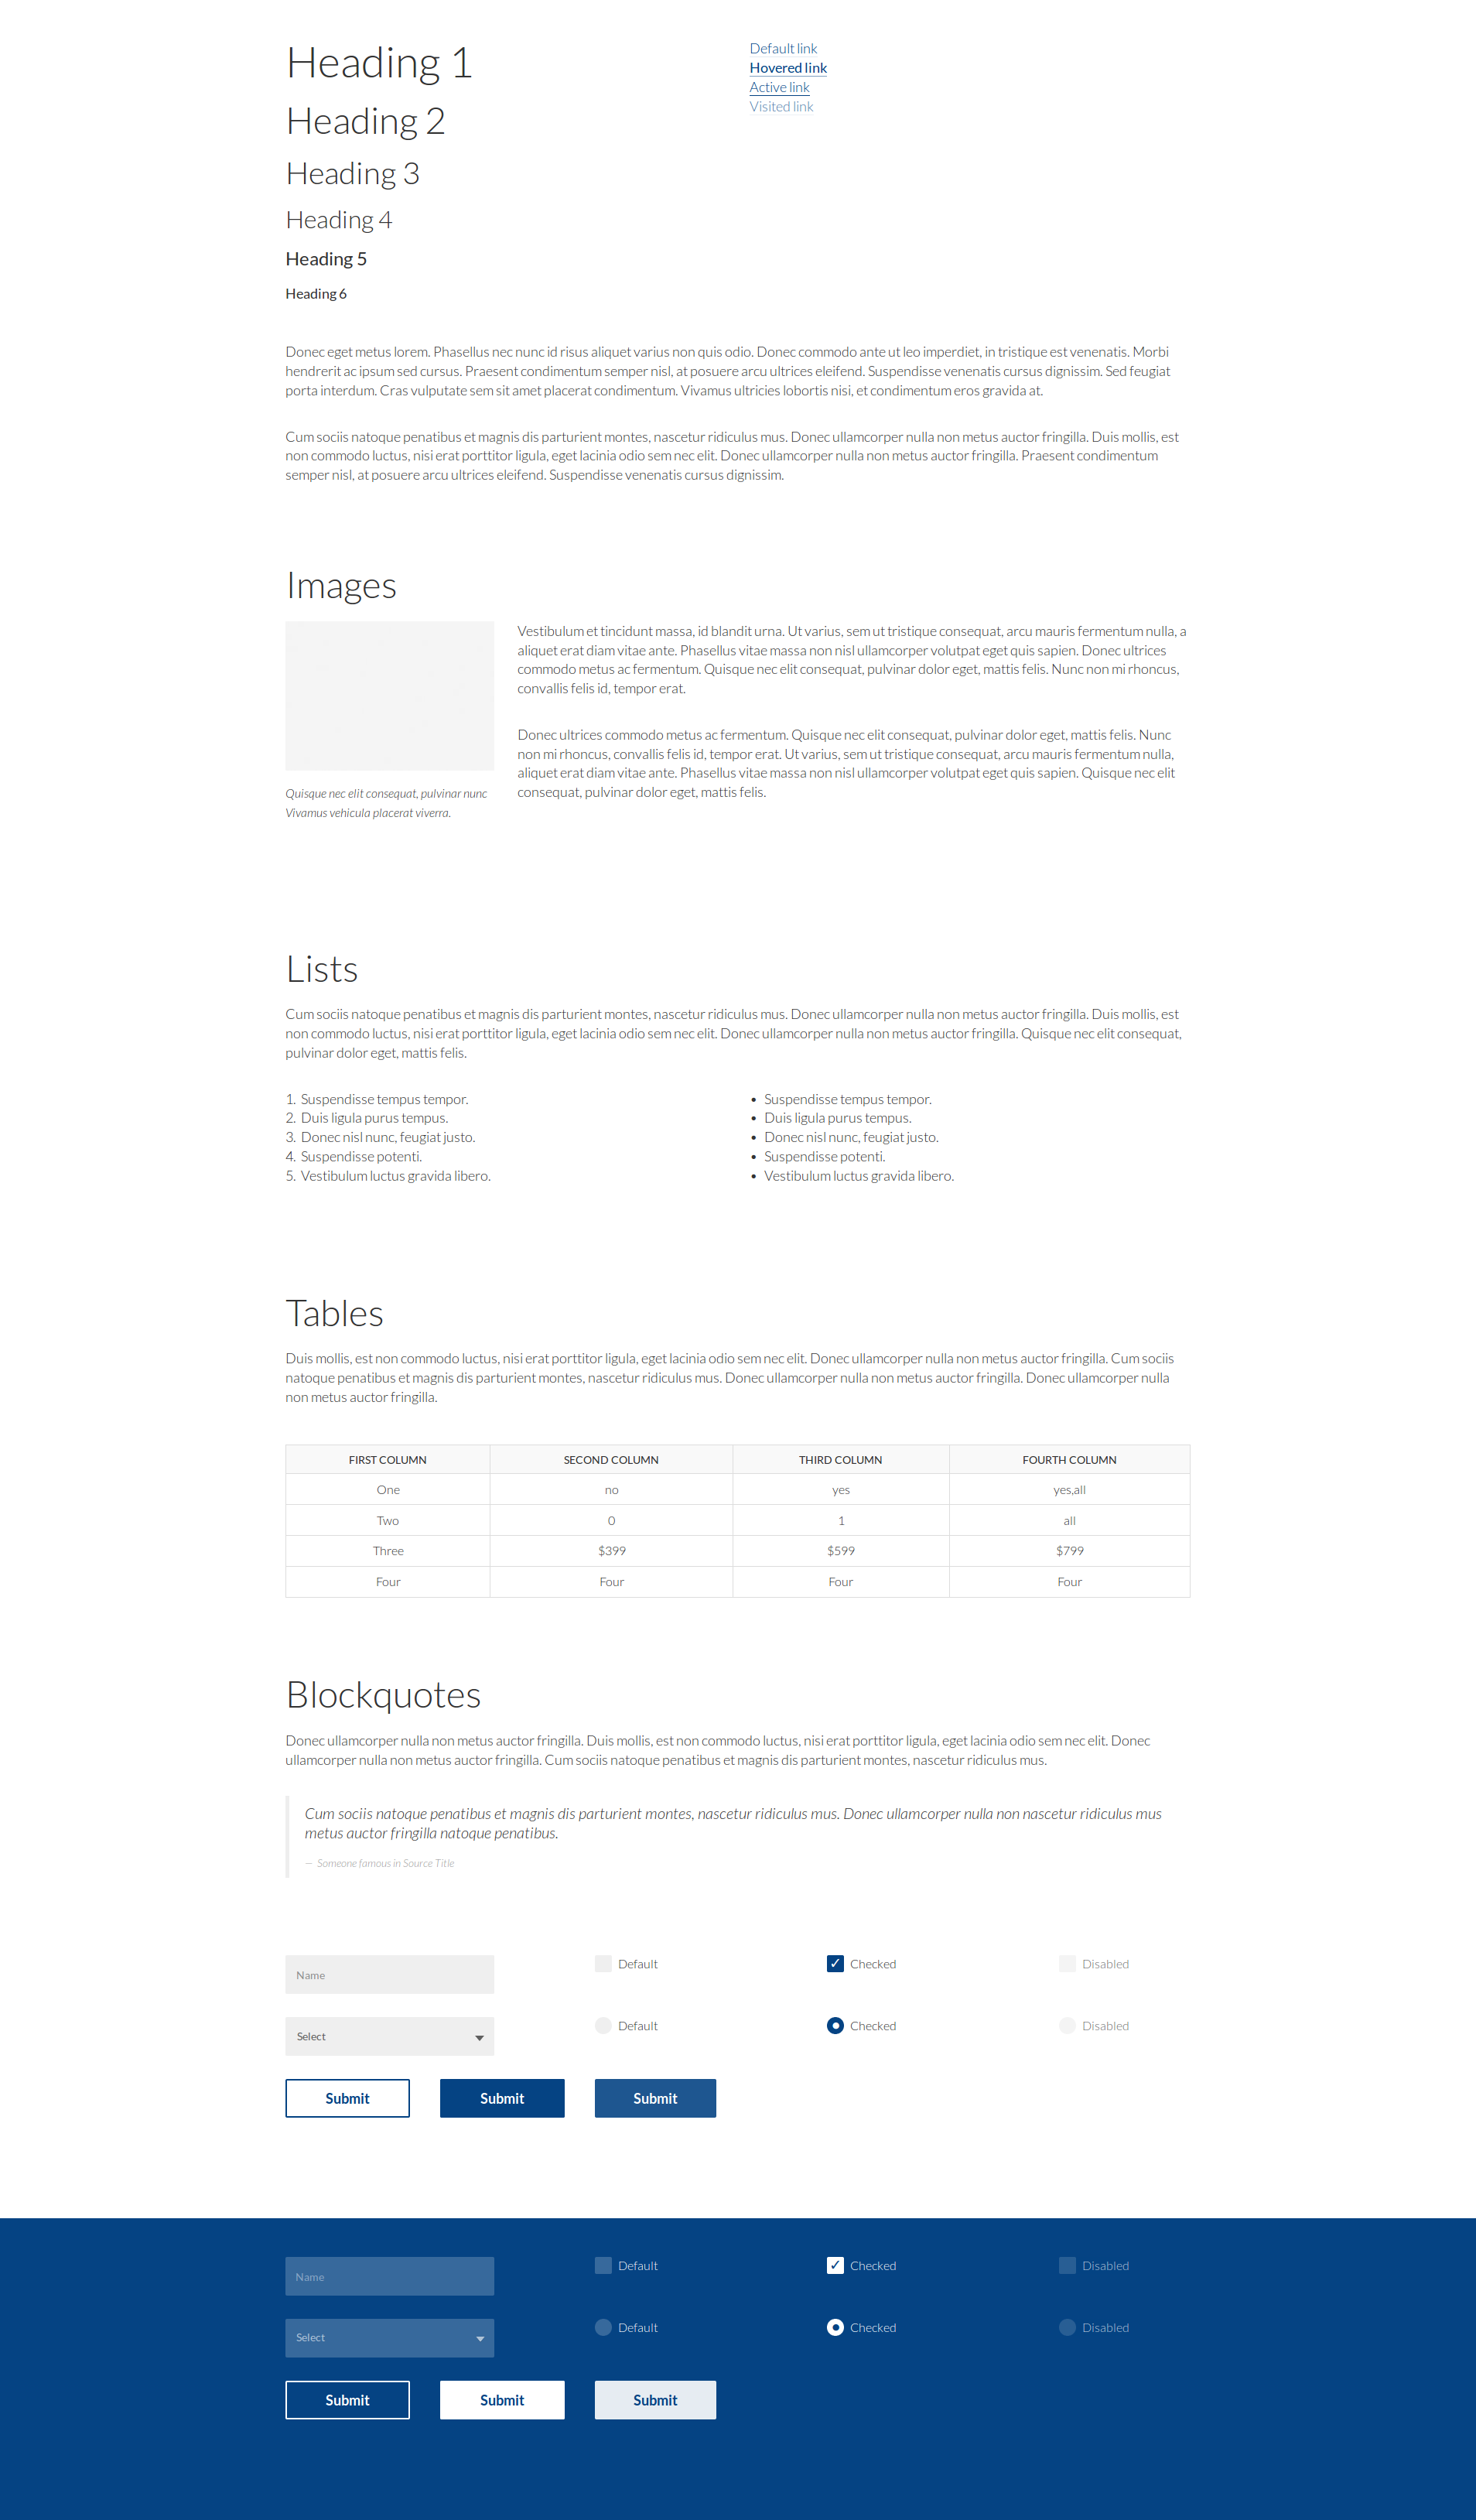 Heading 1
Heading 2
Heading 3
Heading 4
Heading 5
Heading 6
Default link
Hovered link
Active link
Visited link
Donec eget metus lorem. Phasellus nec nunc id risus aliquet varius non quis odio. Donec commodo ante ut leo imperdiet, in tristique est venenatis. Morbi
hendrerit ac ipsum sed cursus. Praesent condimentum semper nisl, at posuere arcu ultrices eleifend. Suspendisse venenatis cursus dignissim. Sed feugiat
porta interdum. Cras vulputate sem sit amet placerat condimentum. Vivamus ultricies lobortis nisi, et condimentum eros gravida at.
Cum sociis natoque penatibus et magnis dis parturient montes, nascetur ridiculus mus. Donec ullamcorper nulla non metus auctor fringilla. Duis mollis, est
non commodo luctus, nisi erat porttitor ligula, eget lacinia odio sem nec elit. Donec ullamcorper nulla non metus auctor fringilla. Praesent condimentum
semper nisl, at posuere arcu ultrices eleifend. Suspendisse venenatis cursus dignissim.
Images
Vestibulum et tincidunt massa, id blandit urna. Ut varius, sem ut tristique consequat, arcu mauris fermentum nulla, a
aliquet erat diam vitae ante. Phasellus vitae massa non nisl ullamcorper volutpat eget quis sapien. Donec ultrices
commodo metus ac fermentum. Quisque nec elit consequat, pulvinar dolor eget, mattis felis. Nunc non mi rhoncus,
convallis felis id, tempor erat.
Donec ultrices commodo metus ac fermentum. Quisque nec elit consequat, pulvinar dolor eget, mattis felis. Nunc
non mi rhoncus, convallis felis id, tempor erat. Ut varius, sem ut tristique consequat, arcu mauris fermentum nulla,
aliquet erat diam vitae ante. Phasellus vitae massa non nisl ullamcorper volutpat eget quis sapien. Quisque nec elit
consequat, pulvinar dolor eget, mattis felis.
Quisque nec elit consequat, pulvinar nunc
Vivamus vehicula placerat viverra.
Lists
Cum sociis natoque penatibus et magnis dis parturient montes, nascetur ridiculus mus. Donec ullamcorper nulla non metus auctor fringilla. Duis mollis, est
non commodo luctus, nisi erat porttitor ligula, eget lacinia odio sem nec elit. Donec ullamcorper nulla non metus auctor fringilla. Quisque nec elit consequat,
pulvinar dolor eget, mattis felis.
1. Suspendisse tempus tempor.
2. Duis ligula purus tempus.
3. Donec nisl nunc, feugiat justo.
4. Suspendisse potenti.
5. Vestibulum luctus gravida libero.
• Suspendisse tempus tempor.
• Duis ligula purus tempus.
• Donec nisl nunc, feugiat justo.
• Suspendisse potenti.
• Vestibulum luctus gravida libero.
Tables
Duis mollis, est non commodo luctus, nisi erat porttitor ligula, eget lacinia odio sem nec elit. Donec ullamcorper nulla non metus auctor fringilla. Cum sociis
natoque penatibus et magnis dis parturient montes, nascetur ridiculus mus. Donec ullamcorper nulla non metus auctor fringilla. Donec ullamcorper nulla
non metus auctor fringilla.
FIRST COLUMN SECOND COLUMN THIRD COLUMN FOURTH COLUMN
One no yes yes,all
Two 0 1 all
Three $399 $599 $799
Four Four Four Four
Blockquotes
Donec ullamcorper nulla non metus auctor fringilla. Duis mollis, est non commodo luctus, nisi erat porttitor ligula, eget lacinia odio sem nec elit. Donec
ullamcorper nulla non metus auctor fringilla. Cum sociis natoque penatibus et magnis dis parturient montes, nascetur ridiculus mus.
Cum sociis natoque penatibus et magnis dis parturient montes, nascetur ridiculus mus. Donec ullamcorper nulla non nascetur ridiculus mus
metus auctor fringilla natoque penatibus.
— Someone famous in Source Title
Name Default Checked Disabled
Select Default Checked Disabled
Submit Submit Submit
Name Default Checked Disabled
Select Default Checked Disabled
Submit Submit Submit